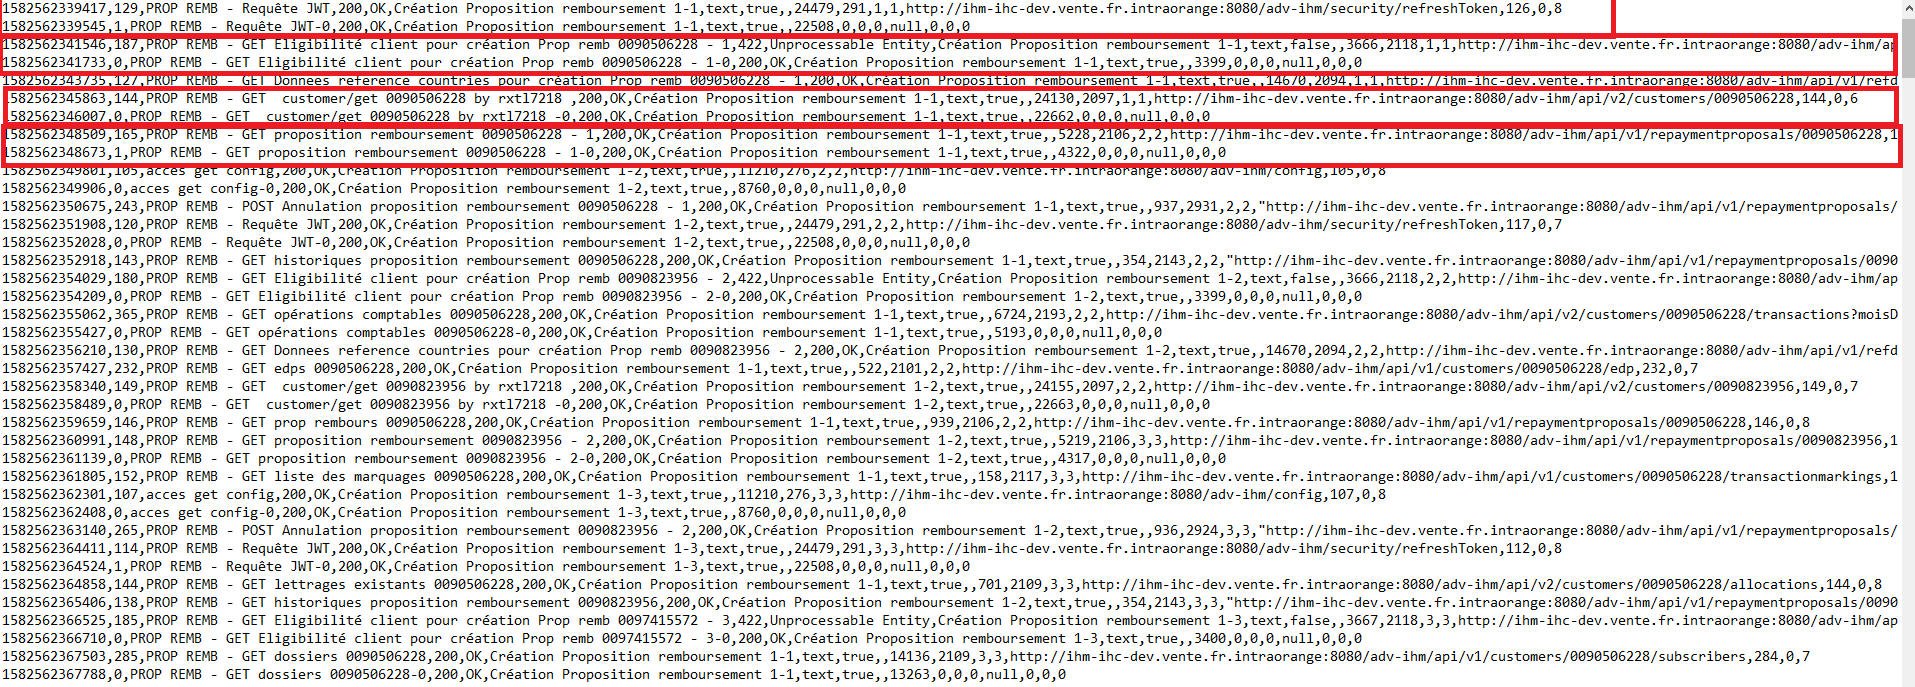 1582562339417,129,PROP REMB - Requête JWT,200,OK,Création Proposition remboursement 1-1,text,true,,24479,291,1,1,http://ihm-ihc-dev.vente.fr.intraorange:8080/adv-ihm/security/refreshToken,126,0,8
1582562339545,1,PROP REMB - Requête JWT-0,200,OK,Création Proposition remboursement 1-1,text,true,,22508,0,0,0,null,0,0,0
1582562341546,187,PROP REMB - GET Eligibilité client pour création Prop remb 0090506228 - 1,422,Unprocessable Entity,Création Proposition remboursement 1-1,text,false,,3666,2118,1,1,http://ihm-ihc-dev.vente.fr.intraorange:8080/adv-ihm/ap
1582562341733,0,PROP REMB - GET Eligibilité client pour création Prop remb 0090506228 - 1-0,200,OK,Création Proposition remboursement 1-1,text,true,,3399,0,0,0,null,0,0,0
1582562343735,127,PROP REMB - GET Donnees reference countries pour création Prop remb 0090506228 - 1,200,OK,Création Proposition remboursement 1-1,text,true,,14670,2094,1,1,http://ihm-ihc-dev.vente.fr.intraorange:8080/adv-ihm/api/v1/refd
1582562345863,144,PROP REMB - GET  customer/get 0090506228 by rxtl7218 ,200,OK,Création Proposition remboursement 1-1,text,true,,24130,2097,1,1,http://ihm-ihc-dev.vente.fr.intraorange:8080/adv-ihm/api/v2/customers/0090506228,144,0,6
1582562346007,0,PROP REMB - GET  customer/get 0090506228 by rxtl7218 -0,200,OK,Création Proposition remboursement 1-1,text,true,,22662,0,0,0,null,0,0,0
1582562348509,165,PROP REMB - GET proposition remboursement 0090506228 - 1,200,OK,Création Proposition remboursement 1-1,text,true,,5228,2106,2,2,http://ihm-ihc-dev.vente.fr.intraorange:8080/adv-ihm/api/v1/repaymentproposals/0090506228,1
1582562348673,1,PROP REMB - GET proposition remboursement 0090506228 - 1-0,200,OK,Création Proposition remboursement 1-1,text,true,,4322,0,0,0,null,0,0,0
1582562349801,105,acces get config,200,OK,Création Proposition remboursement 1-2,text,true,,11210,276,2,2,http://ihm-ihc-dev.vente.fr.intraorange:8080/adv-ihm/config,105,0,8
1582562349906,0,acces get config-0,200,OK,Création Proposition remboursement 1-2,text,true,,8760,0,0,0,null,0,0,0
1582562350675,243,PROP REMB - POST Annulation proposition remboursement 0090506228 - 1,200,OK,Création Proposition remboursement 1-1,text,true,,937,2931,2,2,"http://ihm-ihc-dev.vente.fr.intraorange:8080/adv-ihm/api/v1/repaymentproposals/
1582562351908,120,PROP REMB - Requête JWT,200,OK,Création Proposition remboursement 1-2,text,true,,24479,291,2,2,http://ihm-ihc-dev.vente.fr.intraorange:8080/adv-ihm/security/refreshToken,117,0,7
1582562352028,0,PROP REMB - Requête JWT-0,200,OK,Création Proposition remboursement 1-2,text,true,,22508,0,0,0,null,0,0,0
1582562352918,143,PROP REMB - GET historiques proposition remboursement 0090506228,200,OK,Création Proposition remboursement 1-1,text,true,,354,2143,2,2,"http://ihm-ihc-dev.vente.fr.intraorange:8080/adv-ihm/api/v1/repaymentproposals/0090
1582562354029,180,PROP REMB - GET Eligibilité client pour création Prop remb 0090823956 - 2,422,Unprocessable Entity,Création Proposition remboursement 1-2,text,false,,3666,2118,2,2,http://ihm-ihc-dev.vente.fr.intraorange:8080/adv-ihm/ap
1582562354209,0,PROP REMB - GET Eligibilité client pour création Prop remb 0090823956 - 2-0,200,OK,Création Proposition remboursement 1-2,text,true,,3399,0,0,0,null,0,0,0
1582562355062,365,PROP REMB - GET opérations comptables 0090506228,200,OK,Création Proposition remboursement 1-1,text,true,,6724,2193,2,2,http://ihm-ihc-dev.vente.fr.intraorange:8080/adv-ihm/api/v2/customers/0090506228/transactions?moisD
1582562355427,0,PROP REMB - GET opérations comptables 0090506228-0,200,OK,Création Proposition remboursement 1-1,text,true,,5193,0,0,0,null,0,0,0
1582562356210,130,PROP REMB - GET Donnees reference countries pour création Prop remb 0090823956 - 2,200,OK,Création Proposition remboursement 1-2,text,true,,14670,2094,2,2,http://ihm-ihc-dev.vente.fr.intraorange:8080/adv-ihm/api/v1/refd
1582562357427,232,PROP REMB - GET edps 0090506228,200,OK,Création Proposition remboursement 1-1,text,true,,522,2101,2,2,http://ihm-ihc-dev.vente.fr.intraorange:8080/adv-ihm/api/v1/customers/0090506228/edp,232,0,7
1582562358340,149,PROP REMB - GET  customer/get 0090823956 by rxtl7218 ,200,OK,Création Proposition remboursement 1-2,text,true,,24155,2097,2,2,http://ihm-ihc-dev.vente.fr.intraorange:8080/adv-ihm/api/v2/customers/0090823956,149,0,7
1582562358489,0,PROP REMB - GET  customer/get 0090823956 by rxtl7218 -0,200,OK,Création Proposition remboursement 1-2,text,true,,22663,0,0,0,null,0,0,0
1582562359659,146,PROP REMB - GET prop rembours 0090506228,200,OK,Création Proposition remboursement 1-1,text,true,,939,2106,2,2,http://ihm-ihc-dev.vente.fr.intraorange:8080/adv-ihm/api/v1/repaymentproposals/0090506228,146,0,8
1582562360991,148,PROP REMB - GET proposition remboursement 0090823956 - 2,200,OK,Création Proposition remboursement 1-2,text,true,,5219,2106,3,3,http://ihm-ihc-dev.vente.fr.intraorange:8080/adv-ihm/api/v1/repaymentproposals/0090823956,1
1582562361139,0,PROP REMB - GET proposition remboursement 0090823956 - 2-0,200,OK,Création Proposition remboursement 1-2,text,true,,4317,0,0,0,null,0,0,0
1582562361805,152,PROP REMB - GET liste des marquages 0090506228,200,OK,Création Proposition remboursement 1-1,text,true,,158,2117,3,3,http://ihm-ihc-dev.vente.fr.intraorange:8080/adv-ihm/api/v1/customers/0090506228/transactionmarkings,1
1582562362301,107,acces get config,200,OK,Création Proposition remboursement 1-3,text,true,,11210,276,3,3,http://ihm-ihc-dev.vente.fr.intraorange:8080/adv-ihm/config,107,0,8
1582562362408,0,acces get config-0,200,OK,Création Proposition remboursement 1-3,text,true,,8760,0,0,0,null,0,0,0
1582562363140,265,PROP REMB - POST Annulation proposition remboursement 0090823956 - 2,200,OK,Création Proposition remboursement 1-2,text,true,,936,2924,3,3,"http://ihm-ihc-dev.vente.fr.intraorange:8080/adv-ihm/api/v1/repaymentproposals/
1582562364411,114,PROP REMB - Requête JWT,200,OK,Création Proposition remboursement 1-3,text,true,,24479,291,3,3,http://ihm-ihc-dev.vente.fr.intraorange:8080/adv-ihm/security/refreshToken,112,0,8
1582562364524,1,PROP REMB - Requête JWT-0,200,OK,Création Proposition remboursement 1-3,text,true,,22508,0,0,0,null,0,0,0
1582562364858,144,PROP REMB - GET lettrages existants 0090506228,200,OK,Création Proposition remboursement 1-1,text,true,,701,2109,3,3,http://ihm-ihc-dev.vente.fr.intraorange:8080/adv-ihm/api/v2/customers/0090506228/allocations,144,0,8
1582562365406,138,PROP REMB - GET historiques proposition remboursement 0090823956,200,OK,Création Proposition remboursement 1-2,text,true,,354,2143,3,3,"http://ihm-ihc-dev.vente.fr.intraorange:8080/adv-ihm/api/v1/repaymentproposals/0090
1582562366525,185,PROP REMB - GET Eligibilité client pour création Prop remb 0097415572 - 3,422,Unprocessable Entity,Création Proposition remboursement 1-3,text,false,,3667,2118,3,3,http://ihm-ihc-dev.vente.fr.intraorange:8080/adv-ihm/ap
1582562366710,0,PROP REMB - GET Eligibilité client pour création Prop remb 0097415572 - 3-0,200,OK,Création Proposition remboursement 1-3,text,true,,3400,0,0,0,null,0,0,0
1582562367503,285,PROP REMB - GET dossiers 0090506228,200,OK,Création Proposition remboursement 1-1,text,true,,14136,2109,3,3,http://ihm-ihc-dev.vente.fr.intraorange:8080/adv-ihm/api/v1/customers/0090506228/subscribers,284,0,7
1582562367788,0,PROP REMB - GET dossiers 0090506228-0,200,OK,Création Proposition remboursement 1-1,text,true,,13263,0,0,0,null,0,0,0